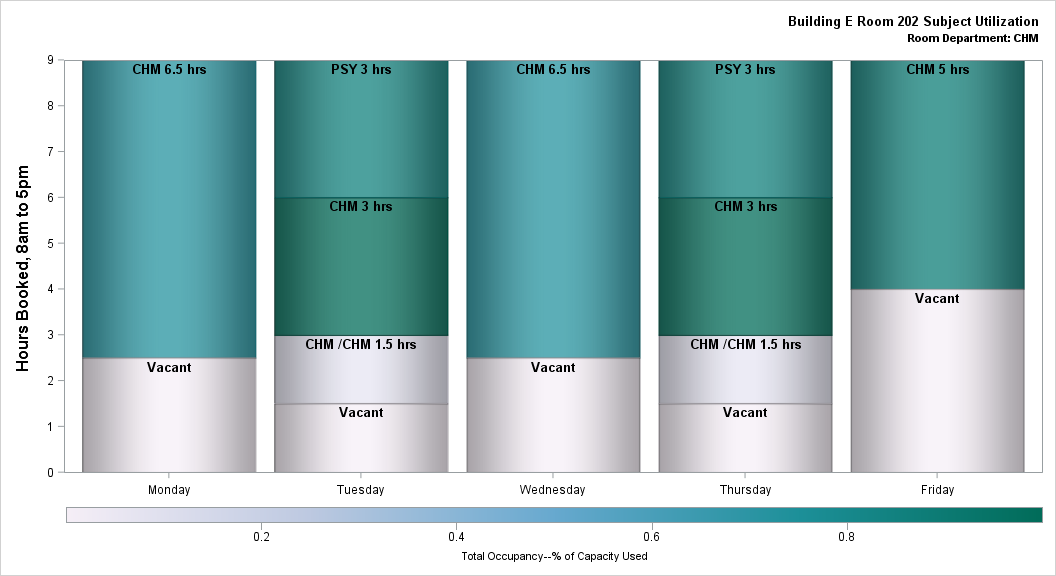 Building E Room 202 Subject Utilization
Room Department: CHM
Hours Booked, 8am to 5pm
9
8
7
6
5
4
3
2
1
0
CHM 6.5 hrs
Vacant
PSY 3 hrs
CHM 3 hrs
CHM /CHM 1.5 hrs
Vacant
CHM 6.5 hrs
Vacant
PSY 3 hrs
CHM 3 hrs
CHM /CHM 1.5 hrs
Vacant
CHM 5 hrs
Vacant
Monday Tuesday Wednesday Thursday Friday
0.2 0.4 0.6 0.8
Total Occupancy--% of Capacity Used